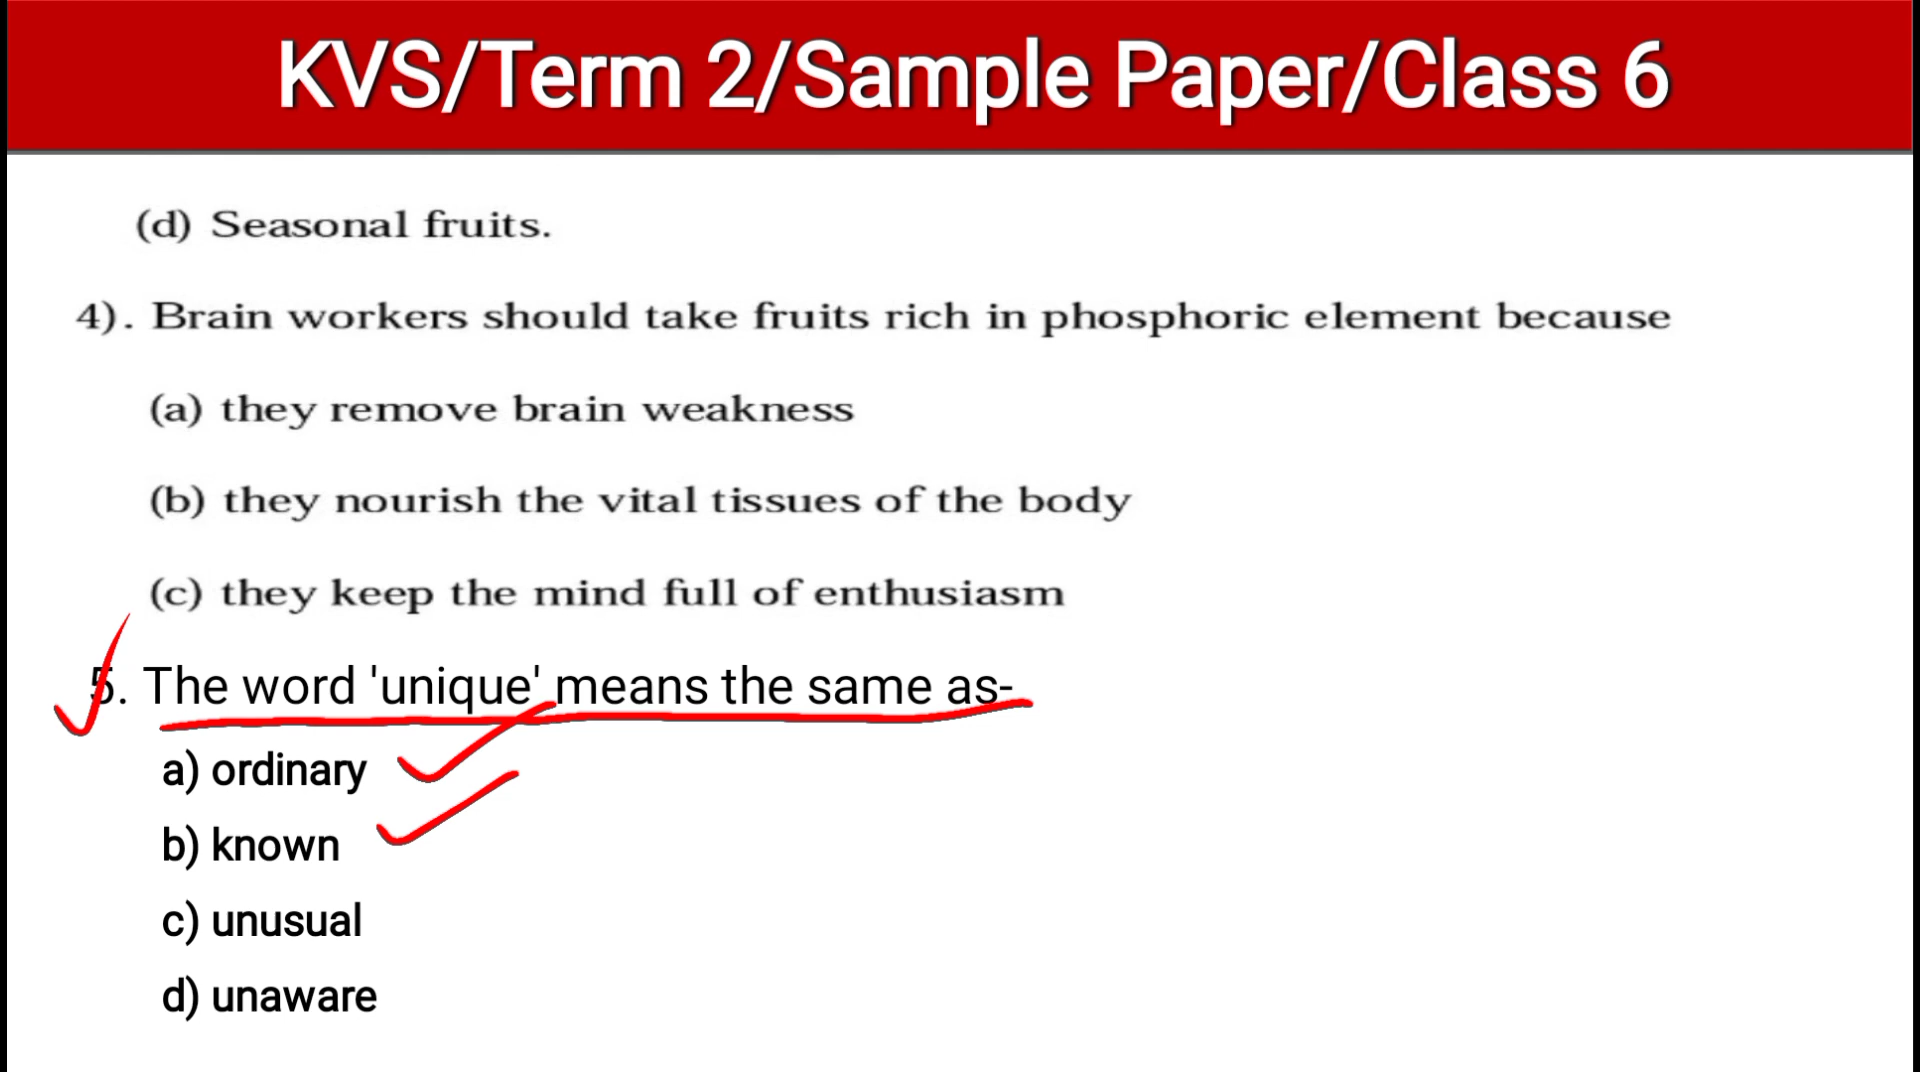 KVS/Term 2/Sample Paper/Class 6
(d) Seasonal fruits.
4). Brain workers should take fruits rich in phosphoric element because
(a) they remove brain weakness
(b) they nourish the vital tissues of the body
(c) they keep the mind full of enthusiasm
5. The word 'unique' means the same as-
a) ordinary
b) known
c) unusual
d) unaware